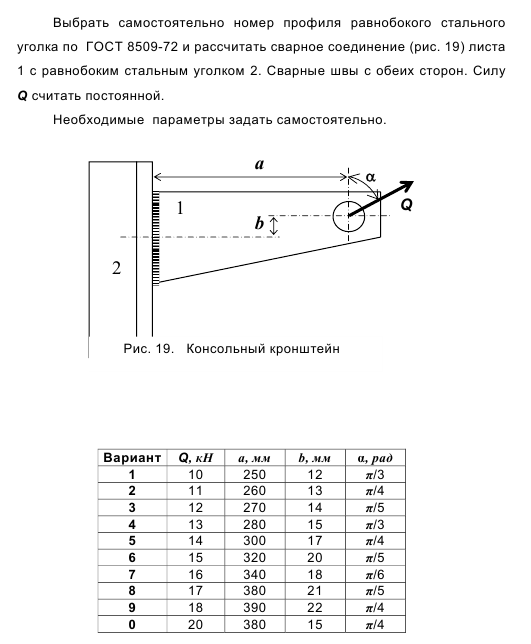 Выбрать самостоятельно номер профиля равнобокого стального
уголка по ГОСТ 8509-72 и рассчитать сварное соединение (рис. 19) листа
1 с равнобоким стальным уголком 2. Сварные швы с обеих сторон. Силу
Q считать постоянной.
Необходимые параметры задать самостоятельно.
a
α
1
Q
b
2
Рис. 19. Консольный кронштейн
Вариант Q, кН a, мм b, мм α, рад
1 10 250 12 π/3
2 11 260 13 π/4
3 12 270 14 π/5
4 13 280 15 π/3
5 14 300 17 π/4
6 15 320 20 π/5
7 16 340 18 π/6
8 17 380 21 π/5
9 18 390 22 π/4
0 20 380 15 π/4